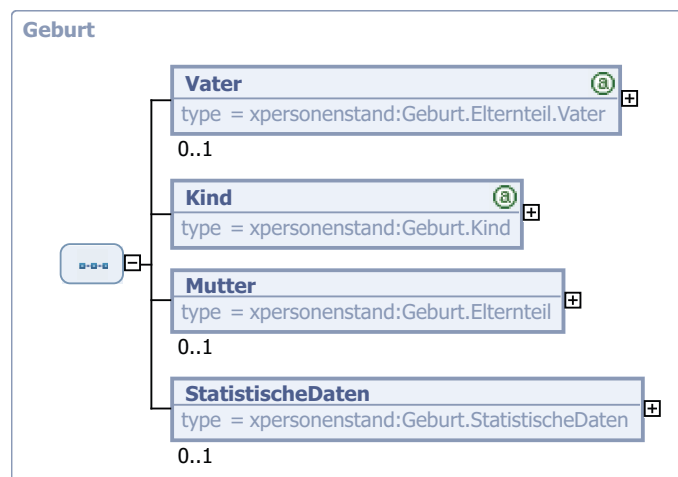 Geburt
Vater @
type = xpersonenstand:Geburt.Elternteil.Vater
0..1
Kind @
type = xpersonenstand:Geburt.Kind
Mutter
type = xpersonenstand:Geburt.Elternteil
0..1
StatistischeDaten
type = xpersonenstand:Geburt.StatistischeDaten
0..1